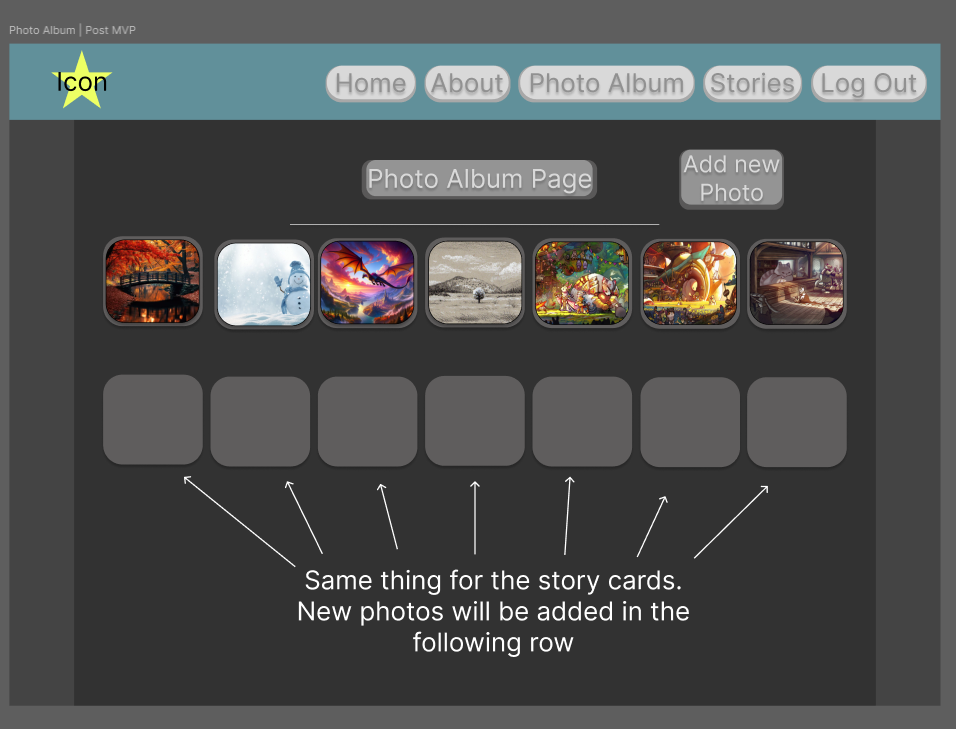 Photo Album | Post MVP
Icon
Home
About
Photo Album
Stories
Log Out
Photo Album Page
Add new
Photo
Same thing for the story cards.
New photos will be added in the
following row